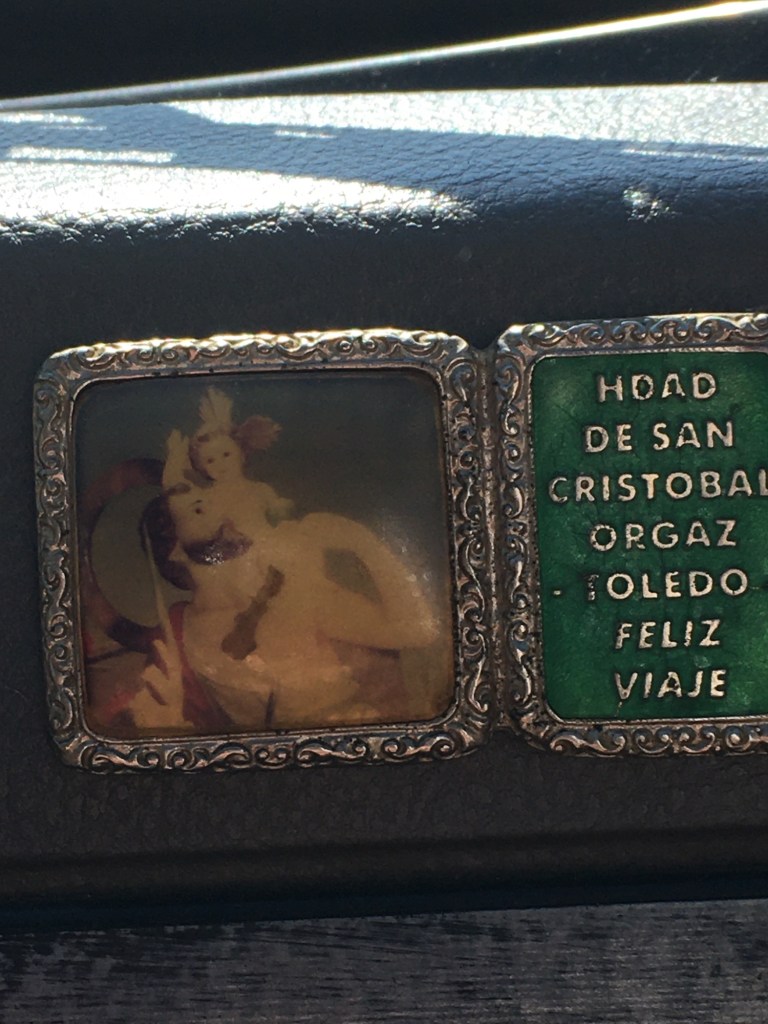 HDAD
DE SAN
CRISTOBAL
ORGAZ
- TOLEDO
FELIZ
VIAJE